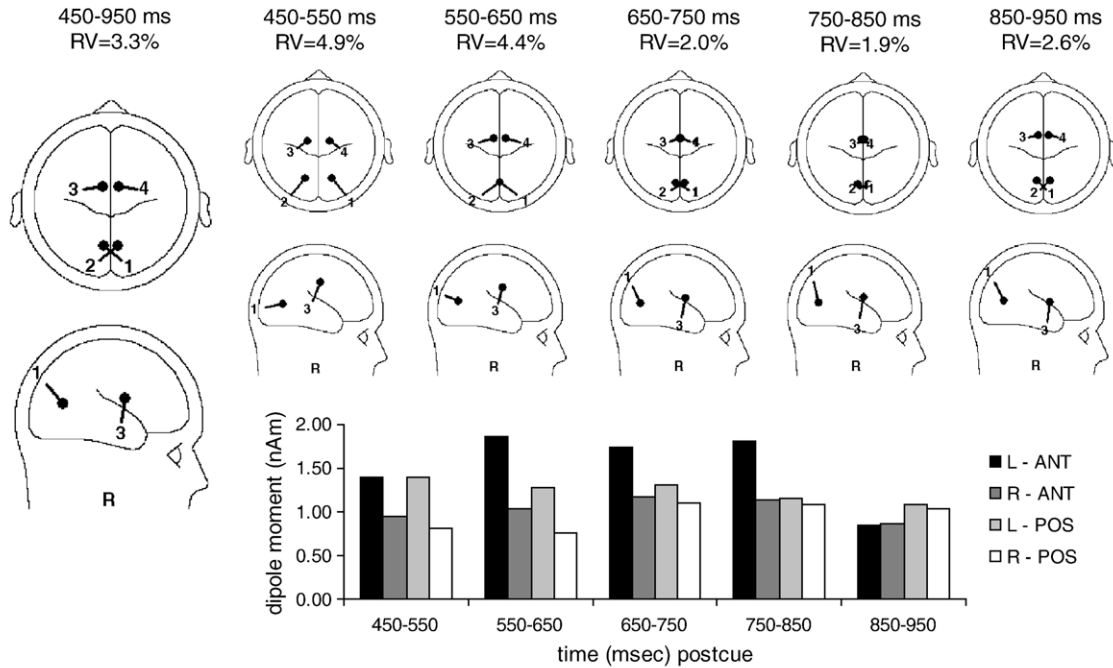 450-950 ms
RV=3.3%
450-550 ms
RV=4.9%
550-650 ms
RV=4.4%
650-750 ms
RV=2.0%
750-850 ms
RV=1.9%
850-950 ms
RV=2.6%
3 4
2 1
3 4
2 1
3 4
2 1
3 4
2 1
3 4
2 1
3 4
2 1
1
3
R
1
3
R
1
3
R
1
3
R
1
3
R
1
3
R
dipole moment (nAm)
2.00
1.50
1.00
0.50
0.00
450-550 550-650 650-750 750-850 850-950
time (msec) postcue
L - ANT
R - ANT
L - POS
R - POS